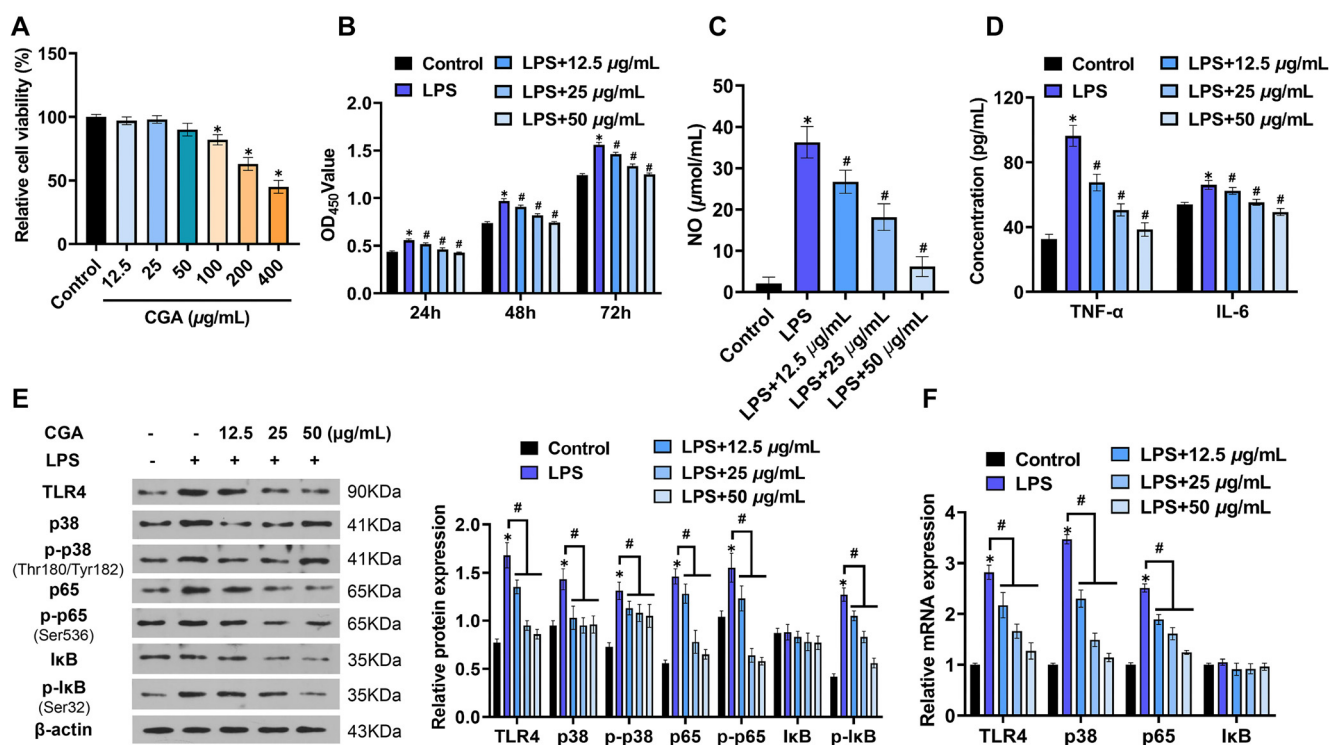 A
Relative cell viability (%)
150
100
50
0
*
*
*
Control
12.5
25
50
100
200
400
CGA (µg/mL)
B
Control
LPS
LPS+12.5 µg/mL
LPS+25 µg/mL
LPS+50 µg/mL
OD450Value
2.0
1.5
1.0
0.5
0.0
* # # #
* # # #
* # # #
24h
48h
72h
C
NO (µmol/mL)
60
50
40
30
20
10
0
*
#
#
#
Control
LPS
LPS+12.5 µg/mL
LPS+25 µg/mL
LPS+50 µg/mL
D
Control
LPS
LPS+12.5 µg/mL
LPS+25 µg/mL
LPS+50 µg/mL
Concentration (pg/mL)
120
80
40
0
* # # #
* # # #
TNF-α
IL-6
E
CGA - - 12.5 25 50 (µg/mL)
LPS - + + + +
TLR4 90KDa
p38 41KDa
p-p38 41KDa
(Thr180/Tyr182)
p65 65KDa
p-p65 65KDa
(Ser536)
IκB 35KDa
p-IκB 35KDa
(Ser32)
β-actin 43KDa
Control
LPS
LPS+12.5 µg/mL
LPS+25 µg/mL
LPS+50 µg/mL
Relative protein expression
2.0
1.5
1.0
0.5
0.0
* #
* #
* #
* #
* #
* #
TLR4
p38
p-p38
p65
p-p65
IκB
p-IκB
F
Control
LPS
LPS+12.5 µg/mL
LPS+25 µg/mL
LPS+50 µg/mL
Relative mRNA expression
4
3
2
1
0
* #
* #
* #
TLR4
p38
p65
IκB